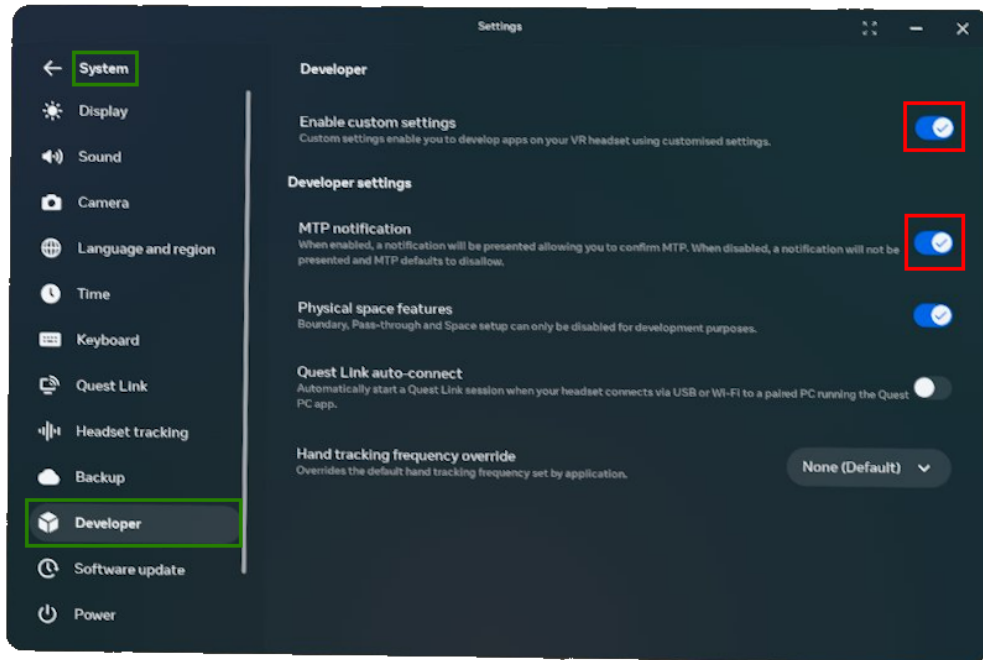 Settings
System
Display
Sound
Camera
Language and region
Time
Keyboard
Quest Link
Headset tracking
Backup
Developer
Software update
Power
Developer
Enable custom settings
Custom settings enable you to develop apps on your VR headset using customised settings.
Developer settings
MTP notification
When enabled, a notification will be presented allowing you to confirm MTP. When disabled, a notification will not be
presented and MTP defaults to disallow.
Physical space features
Boundary, Pass-through and Space setup can only be disabled for development purposes.
Quest Link auto-connect
Automatically start a Quest Link session when your headset connects via USB or Wi-Fi to a paired PC running the Quest
PC app.
Hand tracking frequency override
Overrides the default hand tracking frequency set by application.
None (Default)